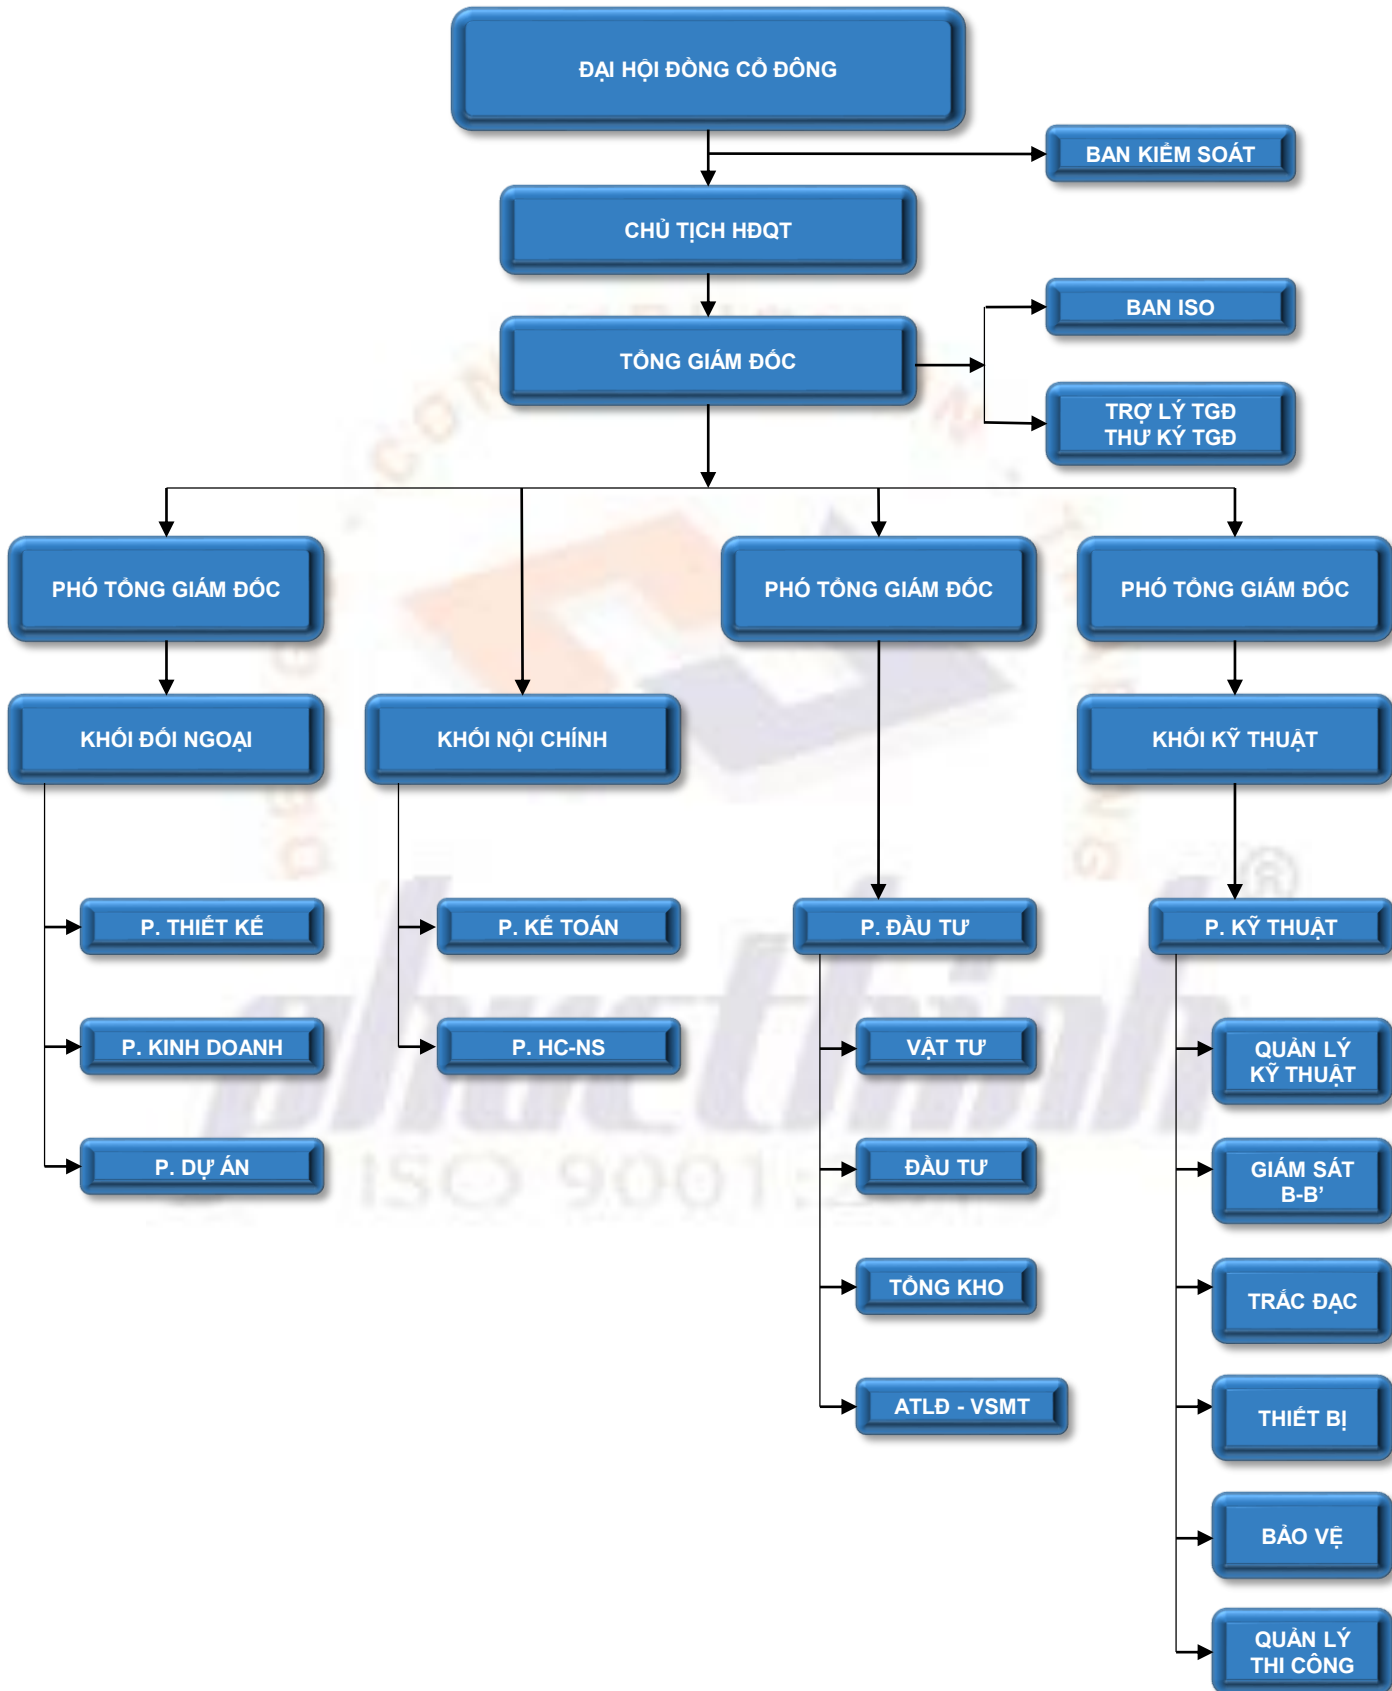 ĐẠI HỘI ĐỒNG CỔ ĐÔNG
BAN KIỂM SOÁT
CHỦ TỊCH HĐQT
BAN ISO
TỔNG GIÁM ĐỐC
TRỢ LÝ TGĐ
THƯ KÝ TGĐ
PHÓ TỔNG GIÁM ĐỐC
PHÓ TỔNG GIÁM ĐỐC
PHÓ TỔNG GIÁM ĐỐC
KHỐI ĐỐI NGOẠI
KHỐI NỘI CHÍNH
KHỐI KỸ THUẬT
P. THIẾT KẾ
P. KẾ TOÁN
P. ĐẦU TƯ
P. KỸ THUẬT
P. KINH DOANH
P. HC-NS
VẬT TƯ
QUẢN LÝ
KỸ THUẬT
P. DỰ ÁN
ĐẦU TƯ
GIÁM SÁT
B-B’
TỔNG KHO
TRẮC ĐẠC
ATLĐ - VSMT
THIẾT BỊ
BẢO VỆ
QUẢN LÝ
THI CÔNG
phucthinh ®
ISO 9001: